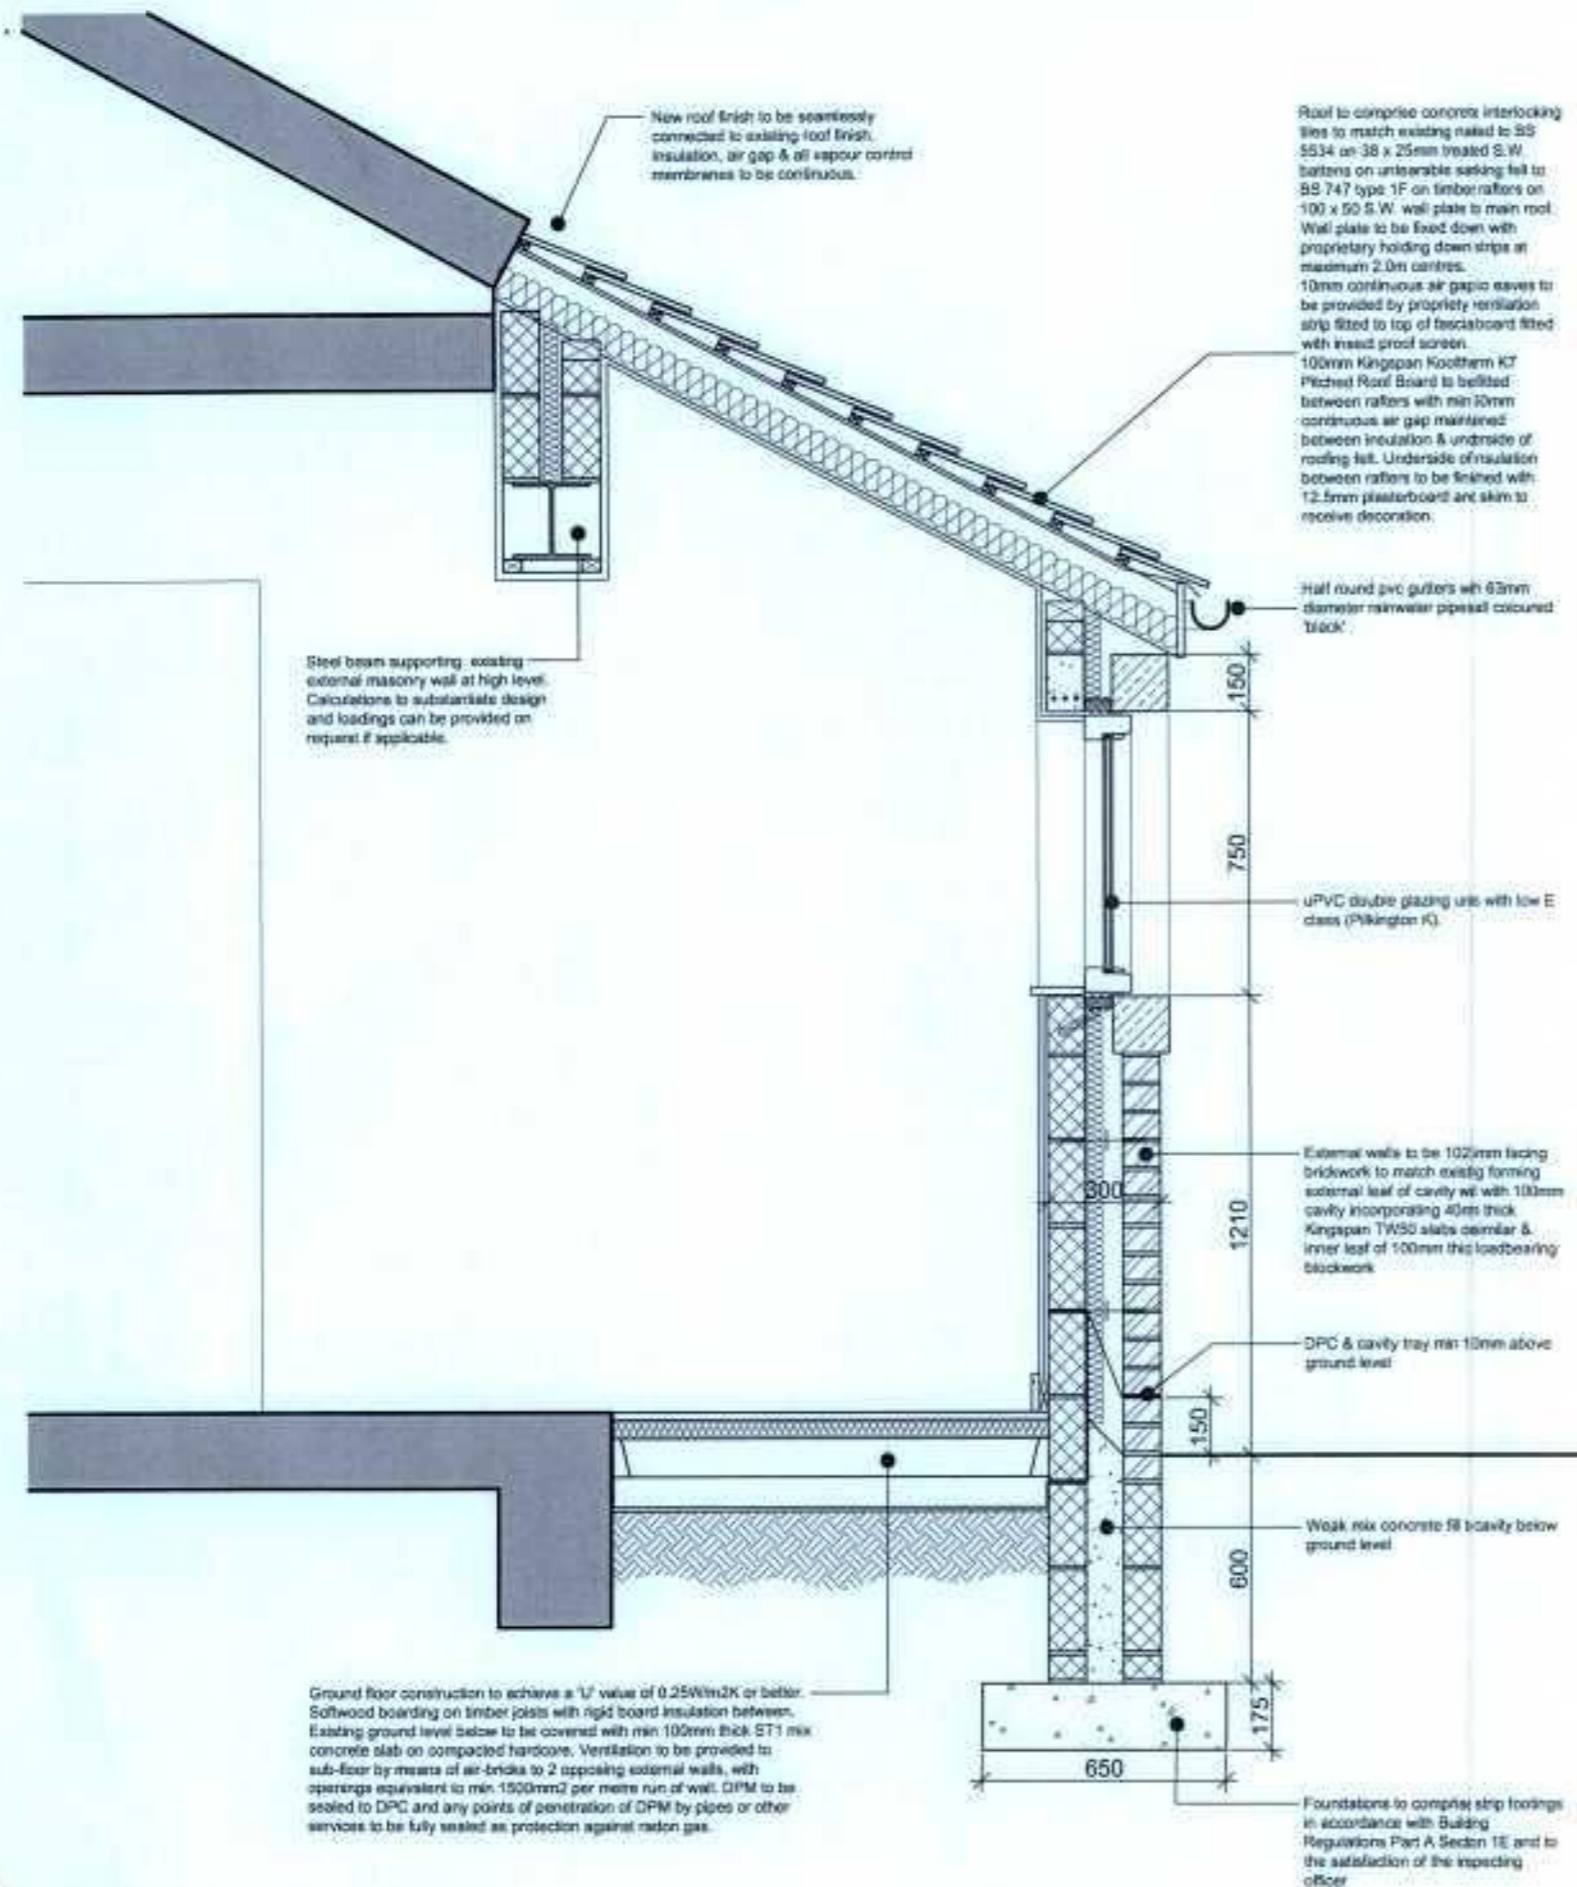 New roof finish to be seamlessly
connected to existing roof finish.
Insulation, air gap & all vapour control
membranes to be continuous.
Roof to comprise concrete interlocking
tiles to match existing nailed to BS
5534 on 38 x 25mm treated S.W.
battens on untearable sarking felt to
BS 747 type 1F on timber rafters on
100 x 50 S.W. wall plate to main roof.
Wall plate to be fixed down with
proprietary holding down strips at
maximum 2.0m centres.
10mm continuous air gap to eaves to
be provided by propriety ventilation
strip fitted to top of fasciaboard fitted
with insect proof screen.
100mm Kingspan Kooltherm K7
Pitched Roof Board to be fitted
between rafters with min 50mm
continuous air gap maintained
between insulation & underside of
roofing felt. Underside of insulation
between rafters to be finished with
12.5mm plasterboard and skim to
receive decoration.
Half round pvc gutters with 63mm
diameter rainwater pipes all coloured
'black'
Steel beam supporting existing
external masonry wall at high level.
Calculations to substantiate design
and loadings can be provided on
request if applicable.
150
750
uPVC double glazing units with low E
class (Pilkington K).
External walls to be 102.5mm facing
brickwork to match existing forming
external leaf of cavity wall with 100mm
cavity incorporating 40mm thick
Kingspan TW50 slabs or similar &
inner leaf of 100mm thick loadbearing
blockwork
300
1210
DPC & cavity tray min above
ground level
150
Weak mix concrete fill to cavity below
ground level
600
175
650
Ground floor construction to achieve a 'U' value of 0.25W/m2K or better.
Softwood boarding on timber joists with rigid board insulation between.
Existing ground level below to be covered with min 100mm thick ST1 mix
concrete slab on compacted hardcore. Ventilation to be provided to
sub-floor by means of air-bricks to 2 opposing external walls, with
openings equivalent to min 1500mm2 per metre run of wall. DPM to be
sealed to DPC and any points of penetration of DPM by pipes or other
services to be fully sealed as protection against radon gas.
Foundations to comprise strip footings
in accordance with Building
Regulations Part A Section 1E and to
the satisfaction of the inspecting
officer